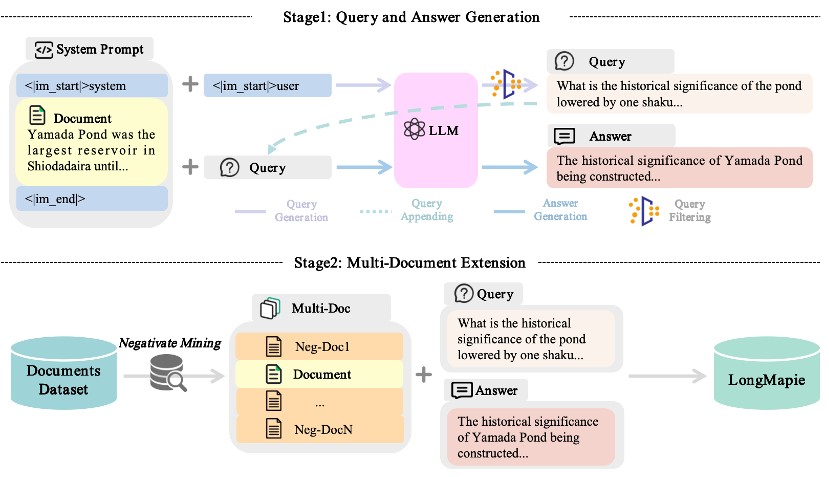 Stage1: Query and Answer Generation
System Prompt
<|im_start|>system
Document
Yamada Pond was the
largest reservoir in
Shiodadaira until...
<|im_end|>
+
<|im_start|>user
+
Query
LLM
Query
What is the historical significance of the pond
lowered by one shaku...
Answer
The historical significance of Yamada Pond
being constructed...
Query
Generation
Query
Appending
Answer
Generation
Query
Filtering
Stage2: Multi-Document Extension
Documents
Dataset
Negativate Mining
Multi-Doc
Neg-Doc1
Document
...
Neg-DocN
+
Query
What is the historical
significance of the pond
lowered by one shaku...
Answer
The historical significance
of Yamada Pond being
constructed...
LongMapie